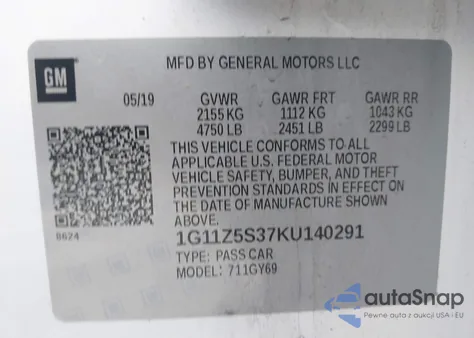 GM
MFD BY GENERAL MOTORS LLC
05/19 GVWR GAWR FRT GAWR RR
2155 KG 1112 KG 1043 KG
4750 LB 2451 LB 2299 LB
THIS VEHICLE CONFORMS TO ALL
APPLICABLE U.S. FEDERAL MOTOR
VEHICLE SAFETY, BUMPER, AND THEFT
PREVENTION STANDARDS IN EFFECT ON
THE DATE OF MANUFACTURE SHOWN
ABOVE.
8624
1G11Z5S37KU140291
TYPE: PASS CAR
MODEL: 711GY69
autoSnap
Pewne auta z aukcji USA i EU